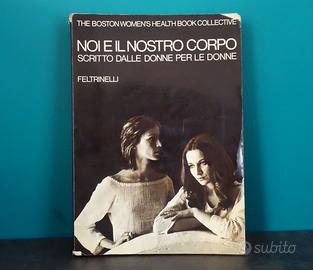 THE BOSTON WOMEN'S HEALTH BOOK COLLECTIVE
NOI E IL NOSTRO CORPO
SCRITTO DALLE DONNE PER LE DONNE
FELTRINELLI
subito